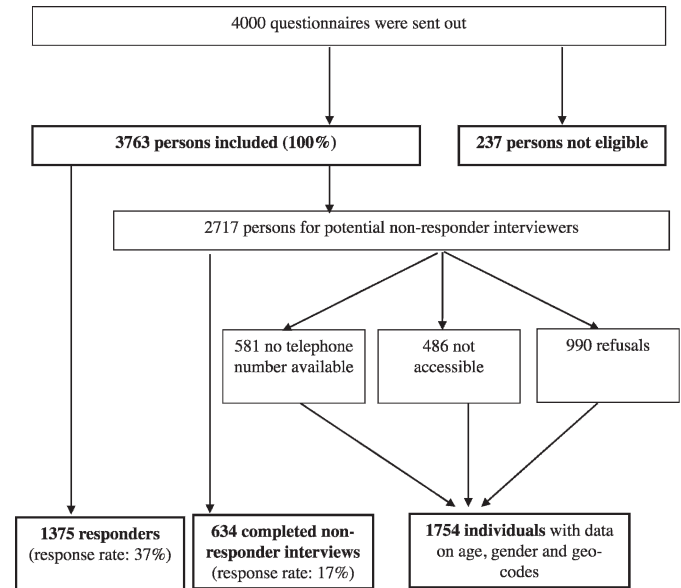 4000 questionnaires were sent out
3763 persons included (100%)
237 persons not eligible
2717 persons for potential non-responder interviewers
581 no telephone
number available
486 not
accessible
990 refusals
1375 responders
(response rate: 37%)
634 completed non-
responder interviews
(response rate: 17%)
1754 individuals with data
on age, gender and geo-
codes